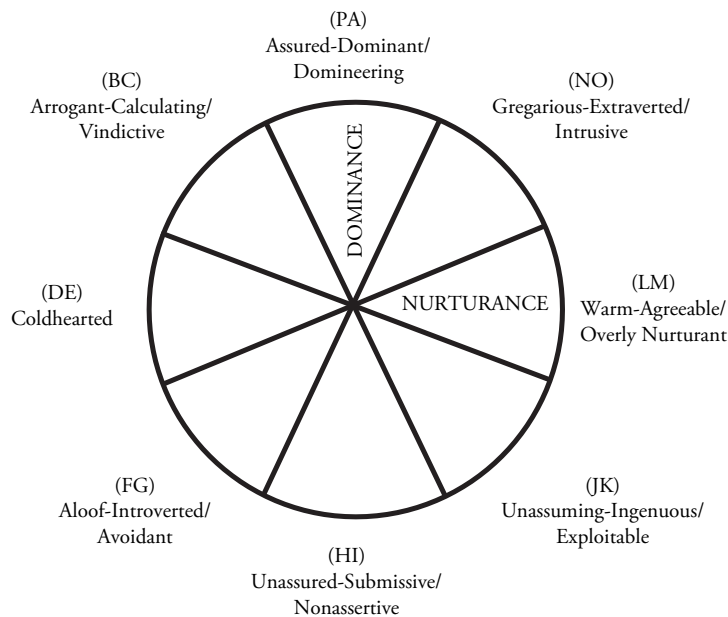 (PA)
Assured-Dominant/
Domineering
(BC)
Arrogant-Calculating/
Vindictive
(NO)
Gregarious-Extraverted/
Intrusive
DOMINANCE
(DE)
Coldhearted
NURTURANCE
(LM)
Warm-Agreeable/
Overly Nurturant
(FG)
Aloof-Introverted/
Avoidant
(JK)
Unassuming-Ingenuous/
Exploitable
(HI)
Unassured-Submissive/
Nonassertive